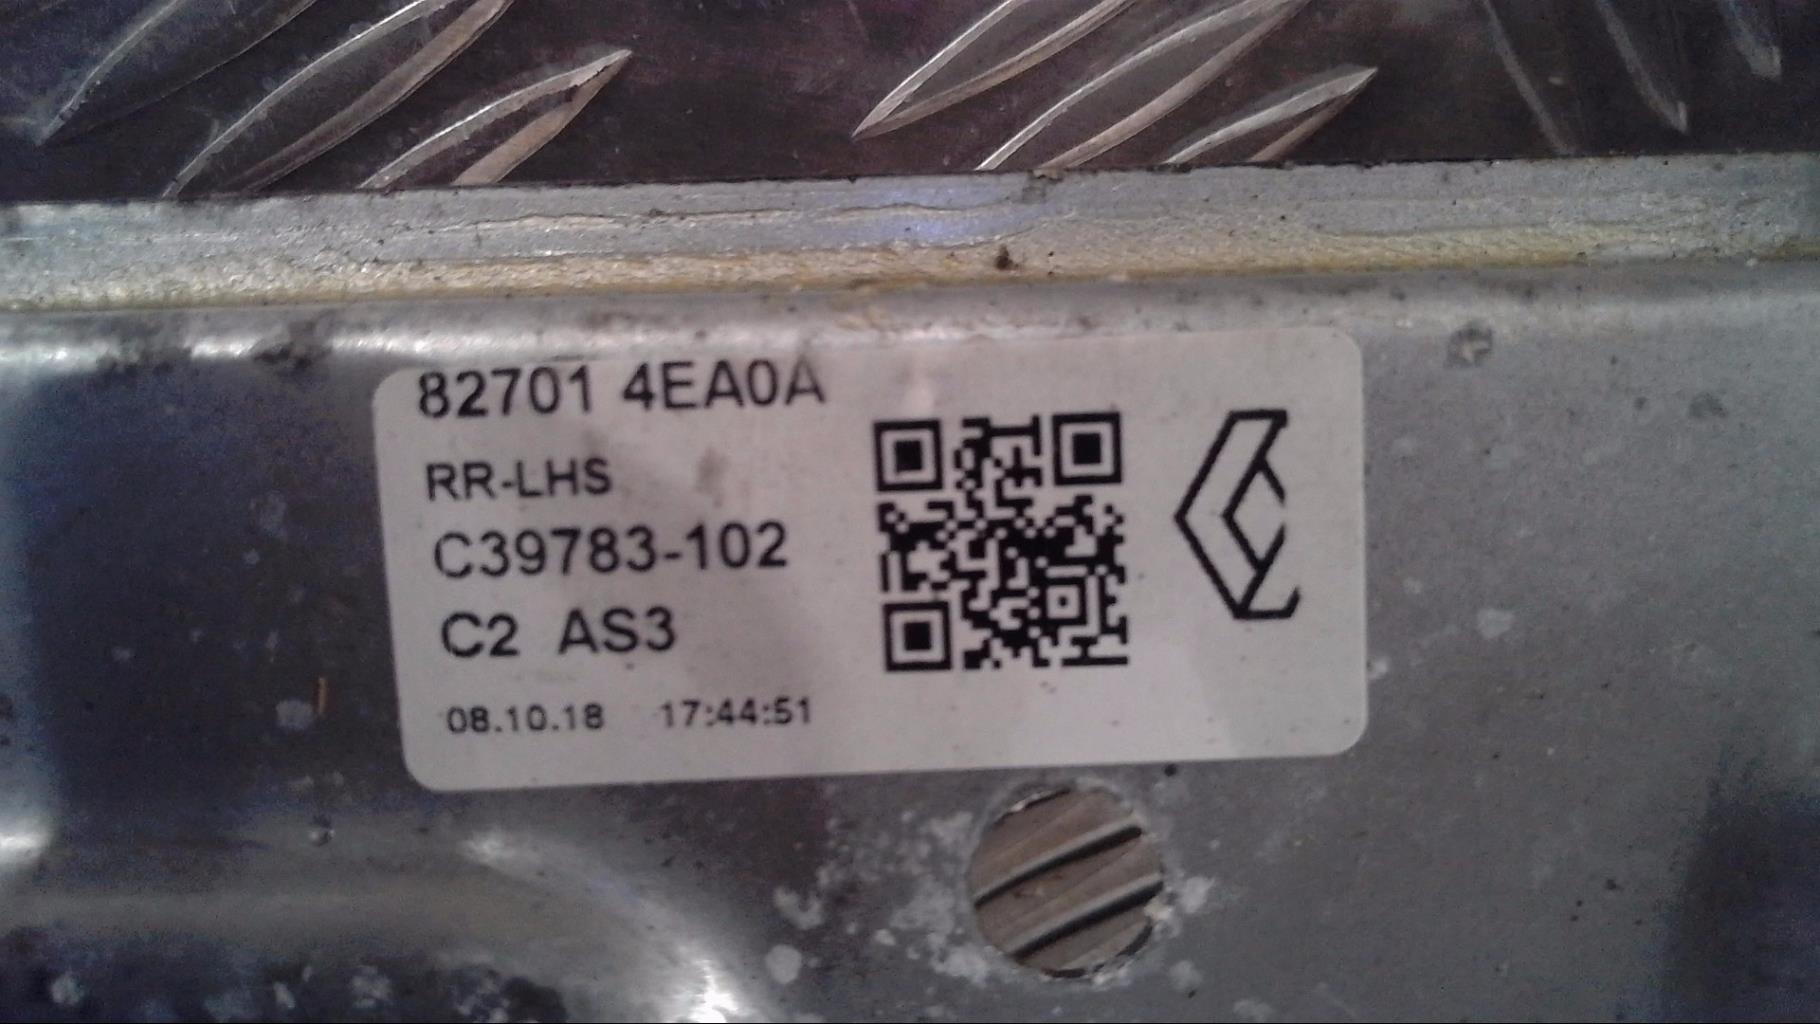 82701 4EA0A
RR-LHS
C39783-102
C2 AS3
08.10.18 17:44:51